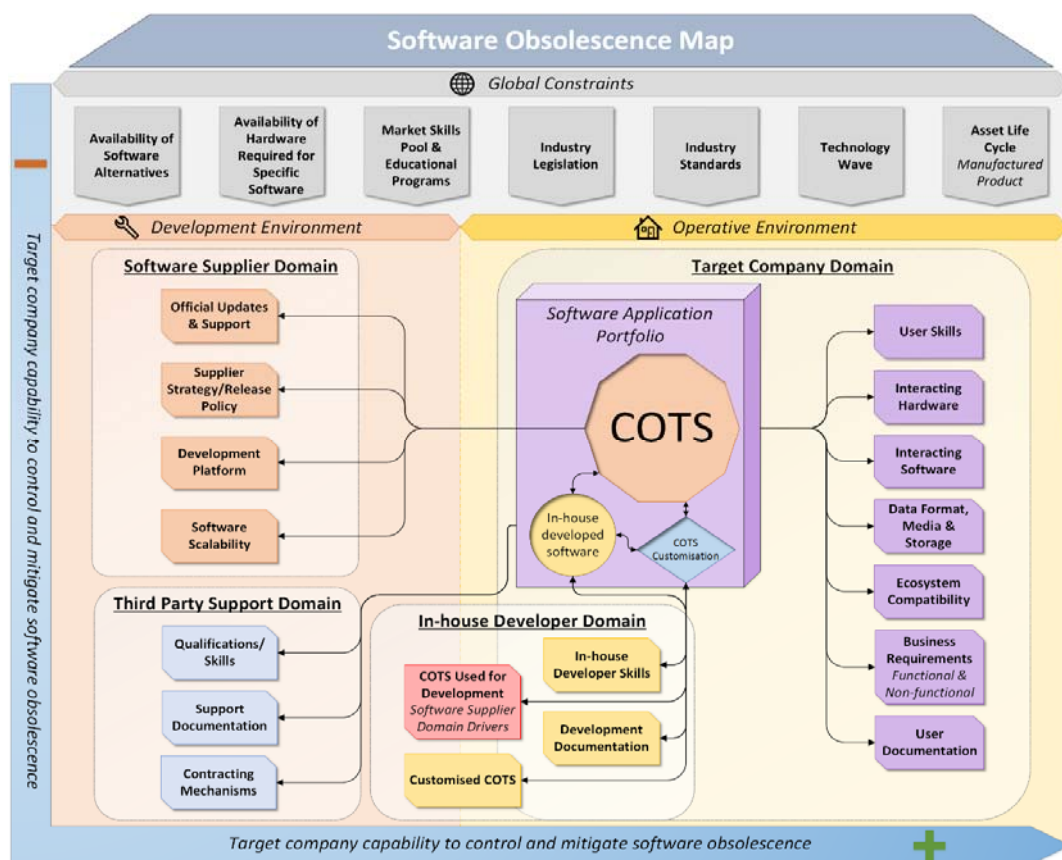 Software Obsolescence Map
Global Constraints
Availability of
Software
Alternatives
Availability of
Hardware
Required for
Specific
Software
Market Skills
Pool &
Educational
Programs
Industry
Legislation
Industry
Standards
Technology
Wave
Asset Life
Cycle
Manufactured
Product
Development Environment
Operative Environment
Target company capability to control and mitigate software obsolescence
Software Supplier Domain
Official Updates
& Support
Supplier
Strategy/Release
Policy
Development
Platform
Software
Scalability
Target Company Domain
Software Application
Portfolio
COTS
In-house
developed
software
COTS
Customisation
User Skills
Interacting
Hardware
Interacting
Software
Data Format,
Media &
Storage
Ecosystem
Compatibility
Business
Requirements
Functional &
Non-functional
User
Documentation
Third Party Support Domain
Qualifications/
Skills
Support
Documentation
Contracting
Mechanisms
In-house Developer Domain
In-house
Developer Skills
COTS Used for
Development
Software Supplier
Domain Drivers
Development
Documentation
Customised COTS
Target company capability to control and mitigate software obsolescence